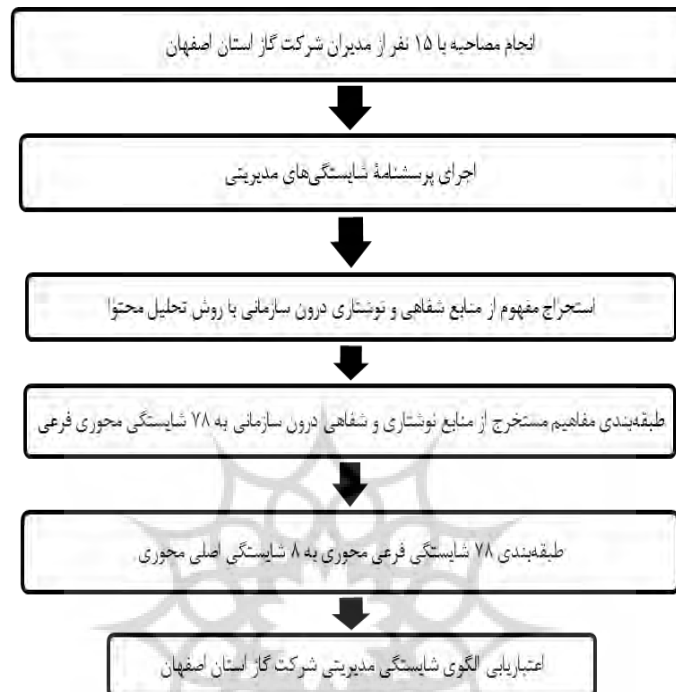 انجام مصاحبه با ۱۵ نفر از مدیران شرکت گاز استان اصفهان
اجرای پرسشنامهٔ شایستگی‌های مدیریتی
استخراج مفهوم از منابع شفاهی و نوشتاری درون سازمانی با روش تحلیل محتوا
طبقه‌بندی مفاهیم مستخرج از منابع نوشتاری و شفاهی درون سازمانی به ۷۸ شایستگی محوری فرعی
طبقه‌بندی ۷۸ شایستگی فرعی محوری به ۸ شایستگی اصلی محوری
اعتباریابی الگوی شایستگی مدیریتی شرکت گاز استان اصفهان